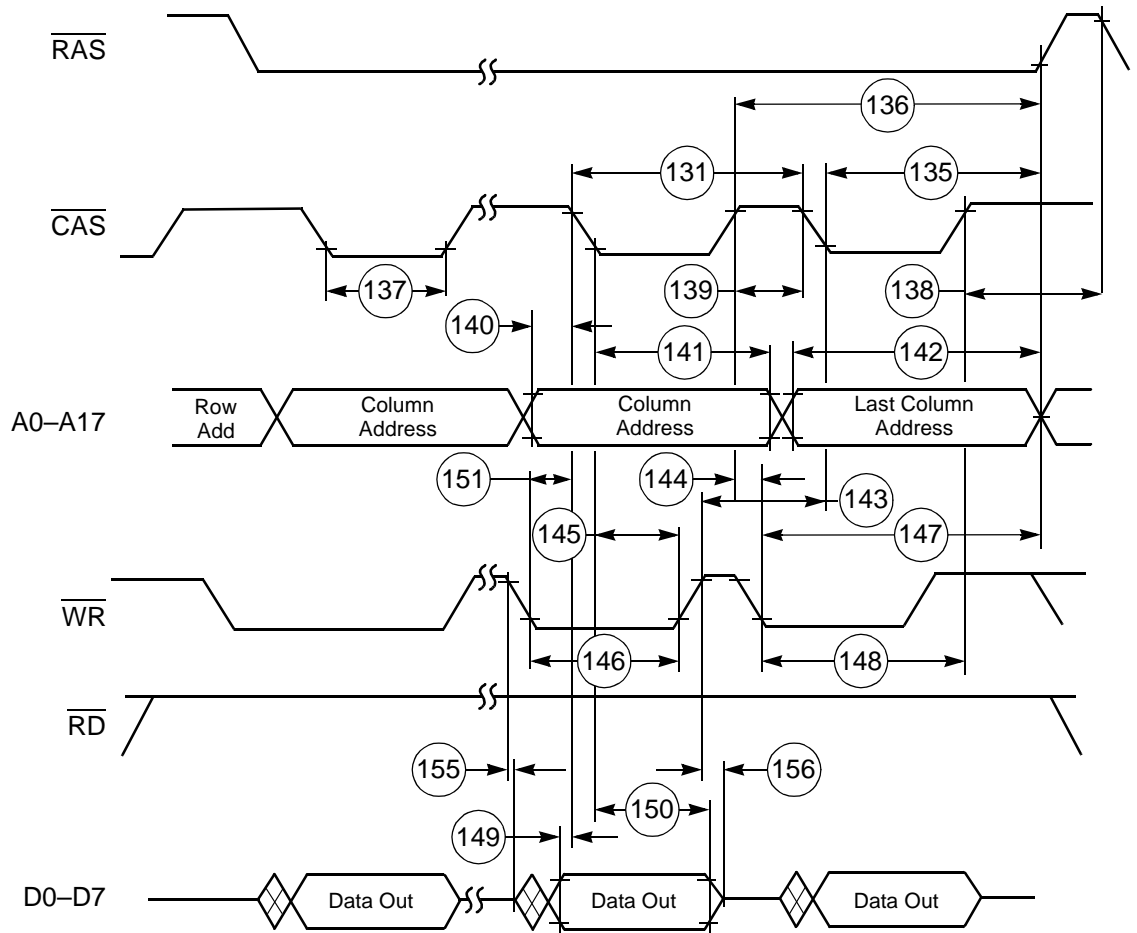 RAS
136
131
135
CAS
137
139
138
140
141
142
A0–A17
Row
Add
Column
Address
Column
Address
Last Column
Address
151
144
143
145
147
WR
146
148
RD
155
156
150
149
D0–D7
Data Out
Data Out
Data Out